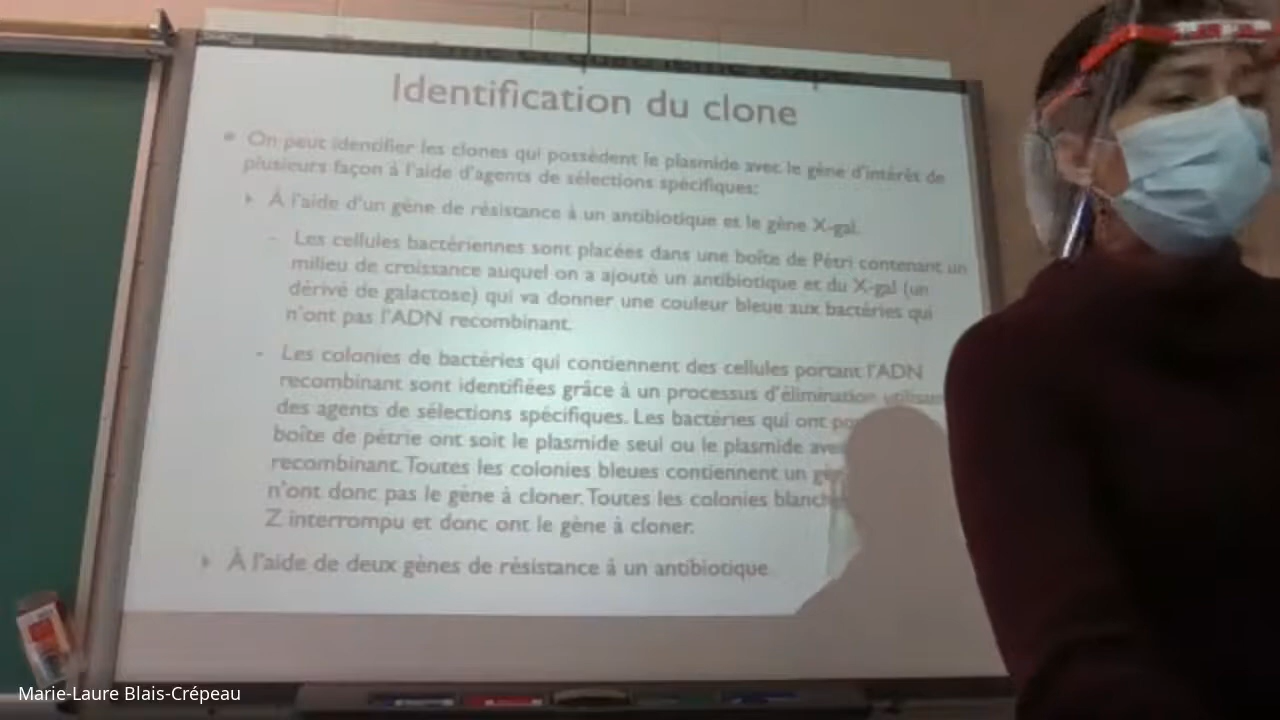 Identification du clone
On peut identifier les clones qui possèdent le plasmide avec le gène d'intérêt de
plusieurs façon à l'aide d'agents de sélections spécifiques:
À l'aide d'un gène de résistance à un antibiotique et le gène X-gal.
- Les cellules bactériennes sont placées dans une boîte de Pétri contenant un
milieu de croissance auquel on a ajouté un antibiotique et du X-gal (un
dérivé de galactose) qui va donner une couleur bleue aux bactéries qui
n'ont pas l'ADN recombinant.
- Les colonies de bactéries qui contiennent des cellules portant l'ADN
recombinant sont identifiées grâce à un processus d'élimination
des agents de sélections spécifiques. Les bactéries qui ont
boîte de pétrie ont soit le plasmide seul ou le plasmide
recombinant. Toutes les colonies bleues contiennent un
n'ont donc pas le gène à cloner. Toutes les colonies
Z interrompu et donc ont le gène à cloner.
À l'aide de deux gènes de résistance à un antibiotique
Marie-Laure Blais-Crépeau